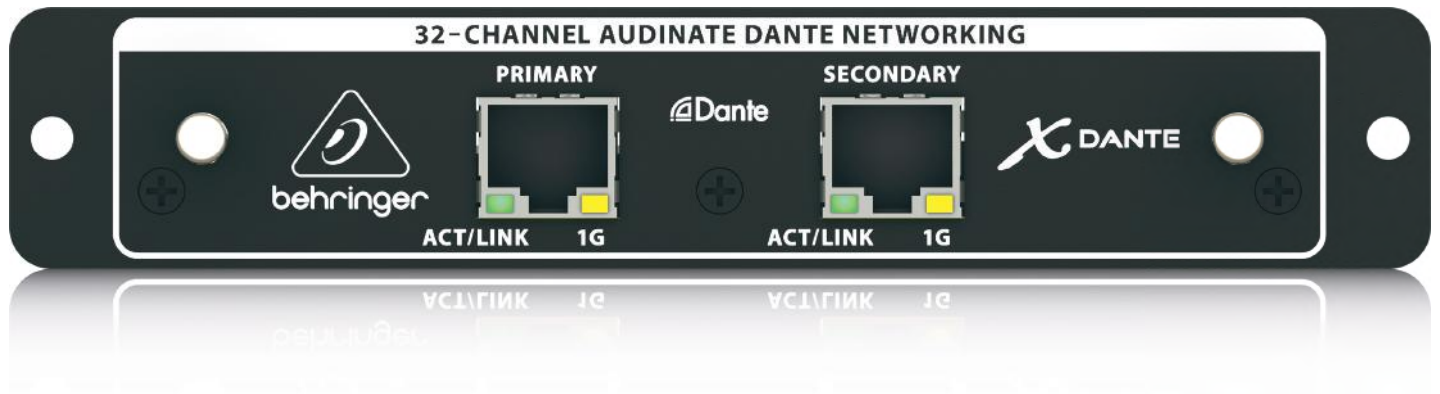 32-CHANNEL AUDINATE DANTE NETWORKING
PRIMARY
SECONDARY
Dante
behringer
X DANTE
ACT/LINK 1G
ACT/LINK 1G